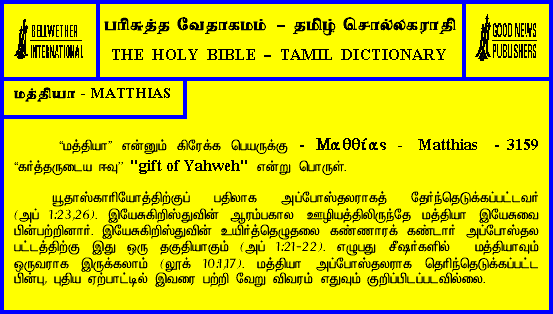 BELLWETHER
INTERNATIONAL
பரிசுத்த வேதாகமம் – தமிழ் சொல்லகராதி
THE HOLY BIBLE – TAMIL DICTIONARY
GOOD NEWS
PUBLISHERS
மத்தியா - MATTHIAS
“மத்தியா” என்னும் கிரேக்க பெயருக்கு - Μαθθίας - Matthias - 3159
“கர்த்தருடைய ஈவு” "gift of Yahweh" என்று பொருள்.
யூதாஸ்காரியோத்திற்குப் பதிலாக அப்போஸ்தலராகத் தேர்ந்தெடுக்கப்பட்டவர்
(அப் 1:23,26). இயேசுகிறிஸ்துவின் ஆரம்பகால ஊழியத்திலிருந்தே மத்தியா இயேசுவை
பின்பற்றினார். இயேசுகிறிஸ்துவின் உயிர்த்தெழுதலை கண்ணாரக் கண்டார் அப்போஸ்தல
பட்டத்திற்கு இது ஒரு தகுதியாகும் (அப் 1:21-22). எழுபது சீஷர்களில் மத்தியாவும்
ஒருவராக இருக்கலாம் (லூக் 10:1,17). மத்தியா அப்போஸ்தலராக தெரிந்தெடுக்கப்பட்ட
பின்பு, புதிய ஏற்பாட்டில் இவரை பற்றி வேறு விவரம் எதுவும் குறிப்பிடப்படவில்லை.